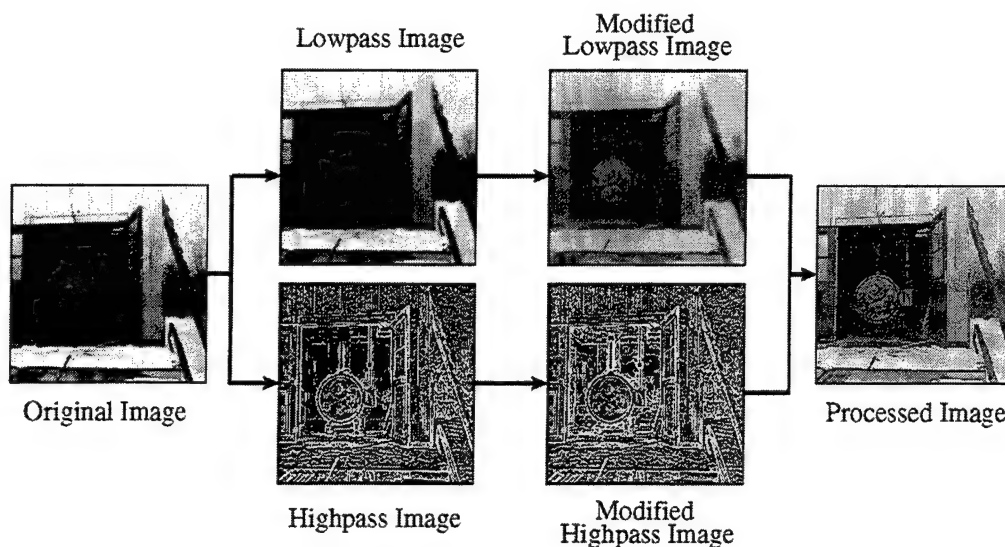 Lowpass Image
Modified
Lowpass Image
Original Image
Processed Image
Highpass Image
Modified
Highpass Image